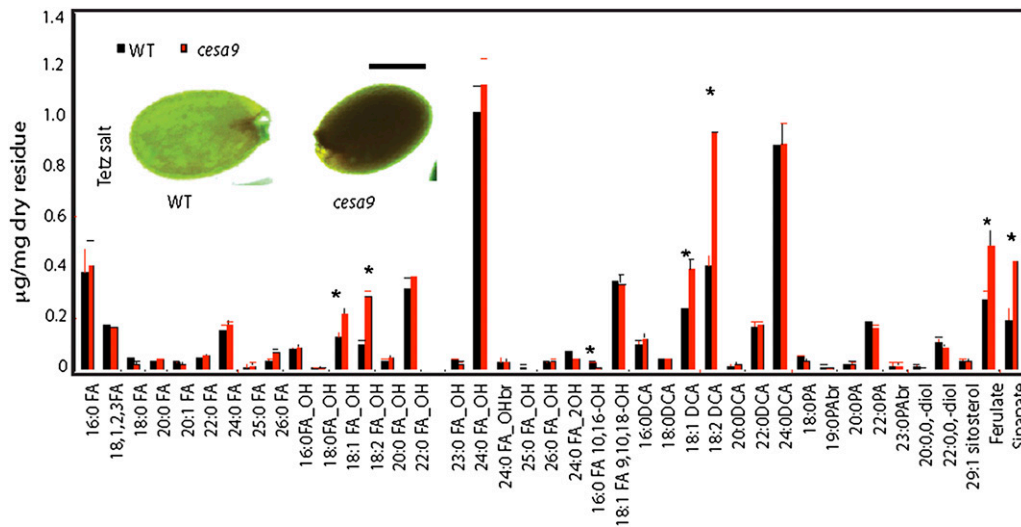 1.4
1.2
1.0
0.8
0.6
0.4
0.2
0
μg/mg dry residue
WT
cesa9
Tetz salt
WT
cesa9
*
*
*
*
*
*
*
16:0 FA
18,1,2,3FA
18:0 FA
20:0 FA
20:1 FA
22:0 FA
24:0 FA
25:0 FA
26:0 FA
16:0FA_OH
18:0FA_OH
18:1 FA_OH
18:2 FA_OH
20:0 FA_OH
22:0 FA_OH
23:0 FA_OH
24:0 FA_OH
24:0 FA_OHbr
25:0 FA_OH
26:0 FA_OH
24:0 FA_2OH
16:0 FA 10,16-OH
18:1 FA 9,10,18-OH
16:0DCA
18:0DCA
18:1 DCA
18:2 DCA
20:0DCA
22:0DCA
24:0DCA
18:0PA
19:0PAbr
20:0PA
22:0PA
23:0PAbr
20:0,0,-diol
22:0,0,-diol
29:1 sitosterol
Ferulate
Sinapate